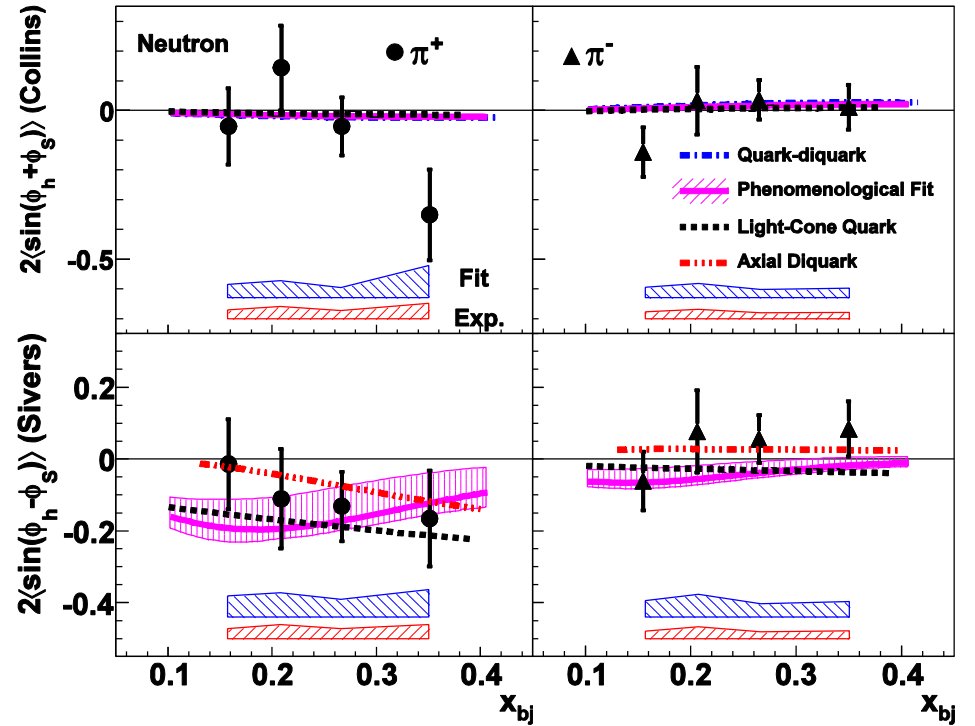 Neutron
π+
π-
2⟨sin(ϕh+ϕS)⟩ (Collins)
0
-0.5
Quark-diquark
Phenomenological Fit
Light-Cone Quark
Axial Diquark
Fit
Exp.
2⟨sin(ϕh-ϕS)⟩ (Sivers)
0.2
0
-0.2
-0.4
0.1 0.2 0.3 0.4 0.1 0.2 0.3 0.4
xbj xbj